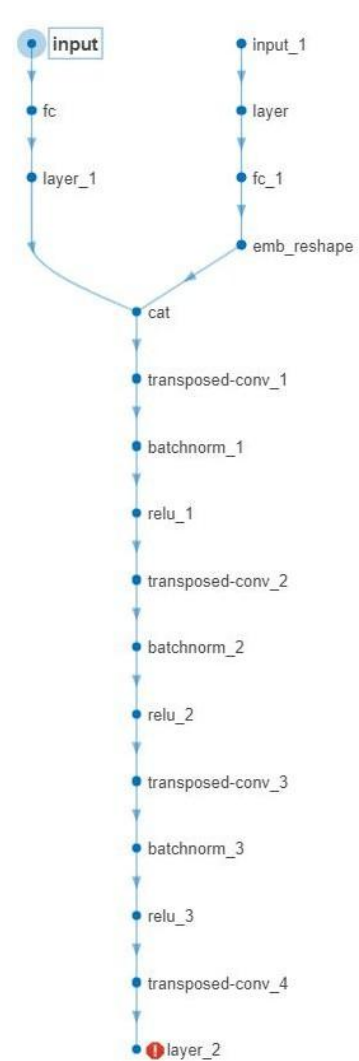 input
input_1
fc
layer
layer_1
fc_1
emb_reshape
cat
transposed-conv_1
batchnorm_1
relu_1
transposed-conv_2
batchnorm_2
relu_2
transposed-conv_3
batchnorm_3
relu_3
transposed-conv_4
layer_2